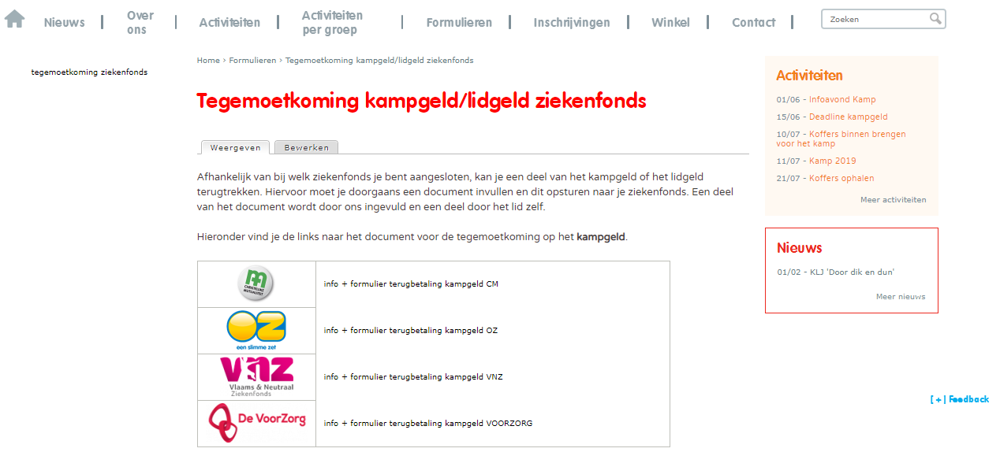 Nieuws
Over
ons
Activiteiten
Activiteiten
per groep
Formulieren
Inschrijvingen
Winkel
Contact
Zoeken
tegemoetkoming ziekenfonds
Home › Formulieren › Tegemoetkoming kampgeld/lidgeld ziekenfonds
Tegemoetkoming kampgeld/lidgeld ziekenfonds
Weergeven
Bewerken
Afhankelijk van bij welk ziekenfonds je bent aangesloten, kan je een deel van het kampgeld of het lidgeld
terugtrekken. Hiervoor moet je doorgaans een document invullen en dit opsturen naar je ziekenfonds. Een deel
van het document wordt door ons ingevuld en een deel door het lid zelf.
Hieronder vind je de links naar het document voor de tegemoetkoming op het kampgeld.
CHRISTELIJKE
MUTUALITEIT
info + formulier terugbetaling kampgeld CM
OZ
een slimme zet
info + formulier terugbetaling kampgeld OZ
VNZ
Vlaams & Neutraal
Ziekenfonds
info + formulier terugbetaling kampgeld VNZ
De VoorZorg
info + formulier terugbetaling kampgeld VOORZORG
Activiteiten
01/06 - Infoavond Kamp
15/06 - Deadline kampgeld
10/07 - Koffers binnen brengen
voor het kamp
11/07 - Kamp 2019
21/07 - Koffers ophalen
Meer activiteiten
Nieuws
01/02 - KLJ 'Door dik en dun'
Meer nieuws
[+] Feedback